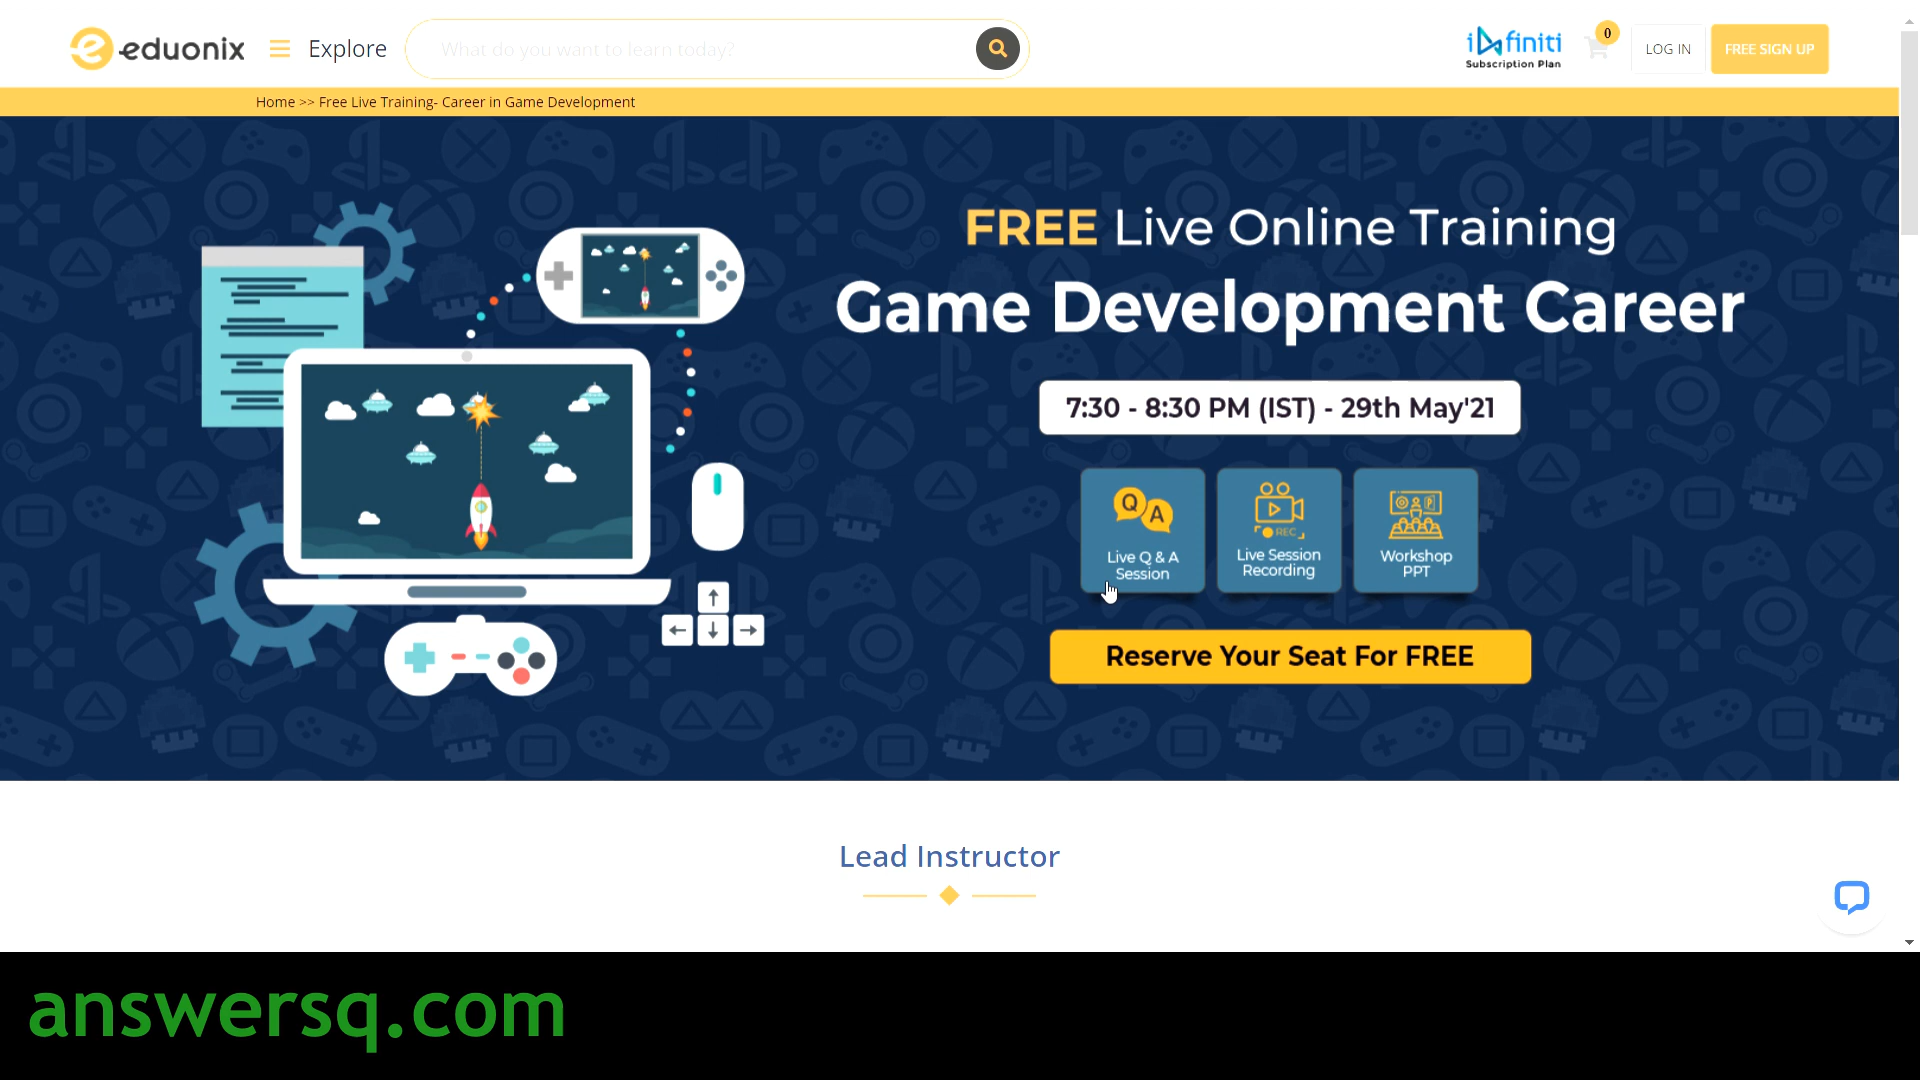 eduonix
Explore
What do you want to learn today?
iNfiniti
Subscription Plan
0
LOG IN
FREE SIGN UP
Home >> Free Live Training- Career in Game Development
FREE Live Online Training
Game Development Career
7:30 - 8:30 PM (IST) - 29th May'21
Q
A
Live Q & A
Session
REC
Live Session
Recording
Workshop
PPT
Reserve Your Seat For FREE
Lead Instructor
answersq.com